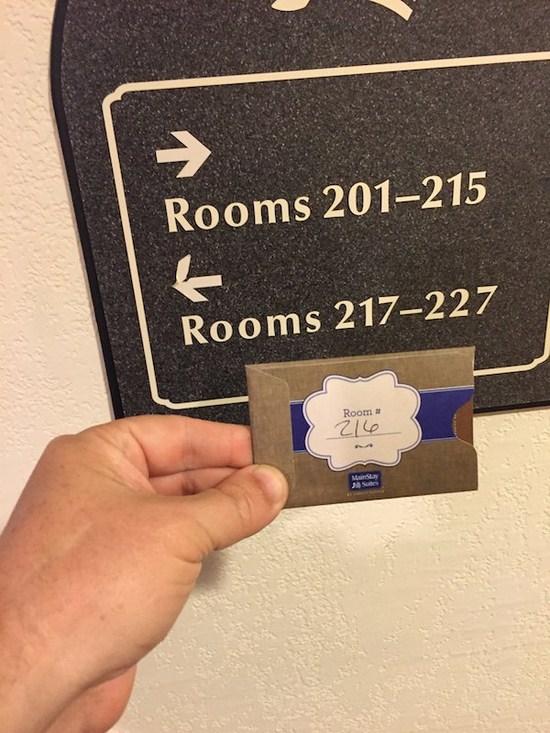 Rooms 201–215
Rooms 217–227
Room #
216
MainStay
Suites